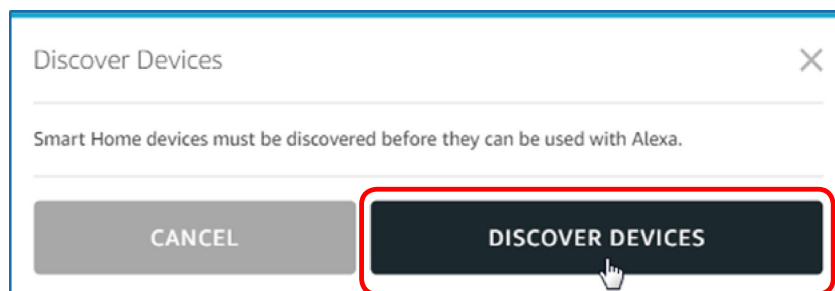 Discover Devices
Smart Home devices must be discovered before they can be used with Alexa.
CANCEL
DISCOVER DEVICES